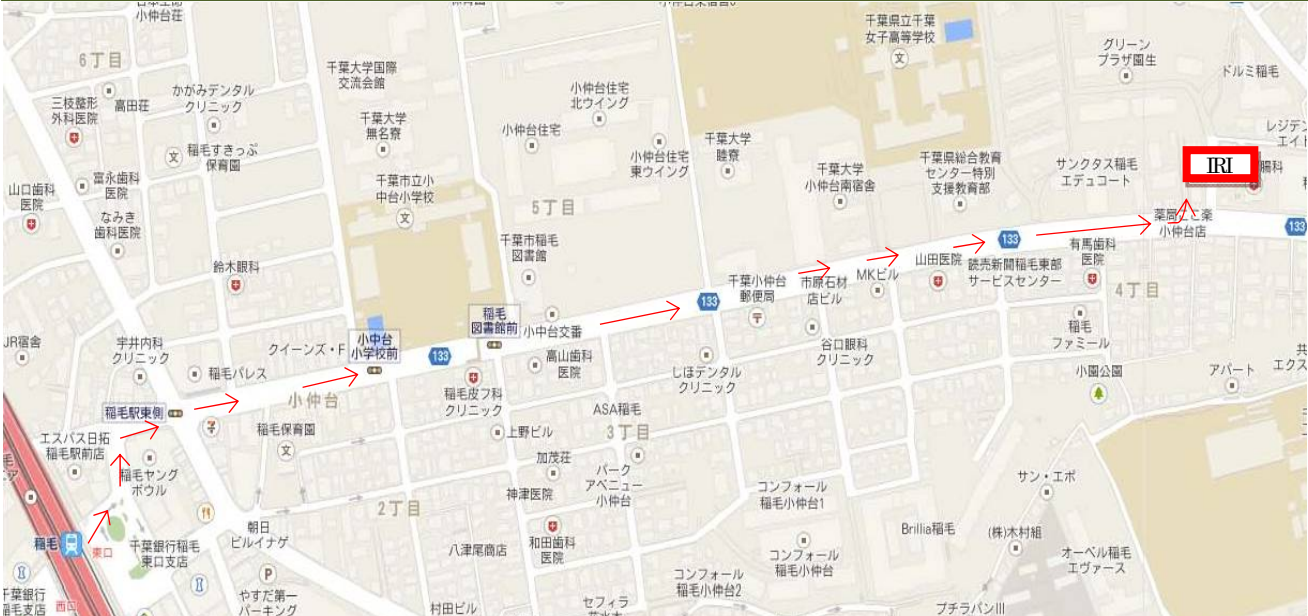 小仲台荘
6丁目
三枝整形
外科医院
高田荘
かがみデンタル
クリニック
稲毛すきっぷ
保育園
富永歯科
医院
山口歯科
医院
なみき
歯科医院
鈴木眼科
千葉大学国際
交流会館
千葉大学
無名寮
千葉市立小
中台小学校
小仲台住宅
小仲台住宅
北ウイング
小仲台住宅
東ウイング
5丁目
千葉市稲毛
図書館
千葉大学
睦寮
千葉大学
小仲台南宿舎
千葉県立千葉
女子高等学校
千葉県総合教育
センター特別
支援教育部
グリーン
プラザ園生
ドルミ稲毛
サンクタス稲毛
エデュコート
IRI
腸科
小仲台店
133
133
有馬歯科
医院
読売新聞稲毛東部
サービスセンター
山田医院
MKビル
市原石材
店ビル
千葉小仲台
郵便局
133
4丁目
稲毛
ファミール
小園公園
アパート
谷口眼科
クリニック
しほデンタル
クリニック
稲毛
図書館前
小中台交番
高山歯科
医院
小中台
小学校前
133
クイーンズ・F
稲毛パレス
宇井内科
クリニック
JR宿舎
稲毛駅東側
小仲台
稲毛皮フ科
クリニック
稲毛保育園
エスパス日拓
稲毛駅前店
稲毛ヤング
ボウル
上野ビル
ASA稲毛
3丁目
加茂荘
パーク
アベニュー
小仲台
神津医院
2丁目
和田歯科
医院
八津尾商店
朝日
ビルイナゲ
千葉銀行稲毛
東口支店
稲毛
東口
西口
千葉銀行
稲毛支店
P
やすだ第一
パーキング
村田ビル
セフィラ
コンフォール
稲毛小仲台1
コンフォール
稲毛小仲台
コンフォール
稲毛小仲台2
Brillia稲毛
サン・エポ
(株)木村組
オーベル稲毛
エヴァース
プチラパンIII